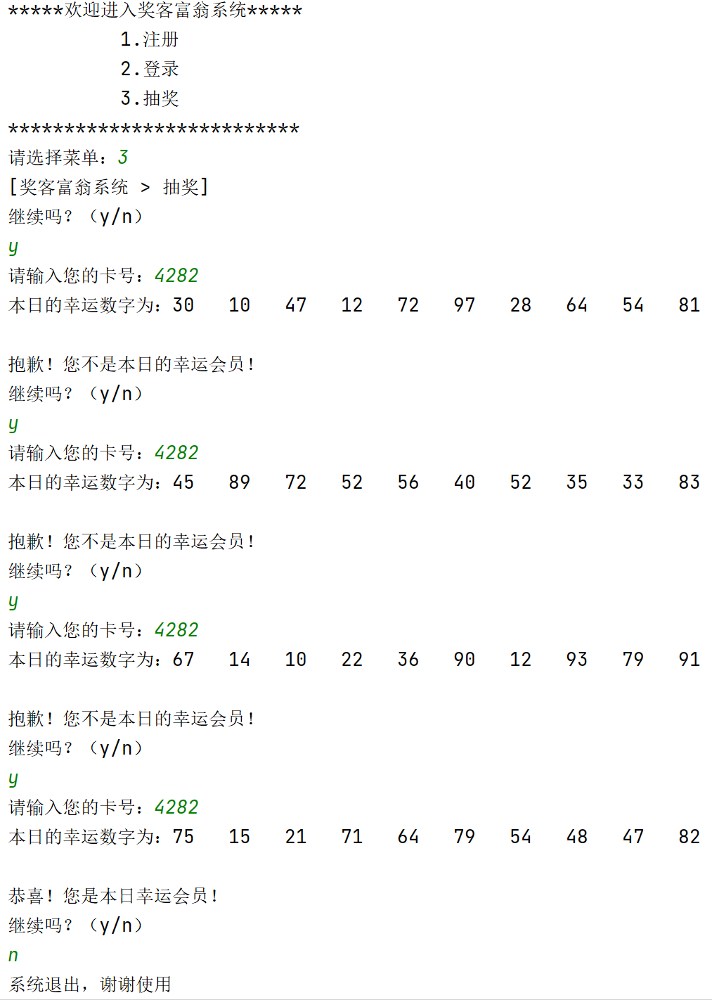 *****欢迎进入奖客富翁系统*****
1.注册
2.登录
3.抽奖
**************************
请选择菜单：3
[奖客富翁系统 > 抽奖]
继续吗？（y/n）
y
请输入您的卡号：4282
本日的幸运数字为：30 10 47 12 72 97 28 64 54 81
抱歉！您不是本日的幸运会员！
继续吗？（y/n）
y
请输入您的卡号：4282
本日的幸运数字为：45 89 72 52 56 40 52 35 33 83
抱歉！您不是本日的幸运会员！
继续吗？（y/n）
y
请输入您的卡号：4282
本日的幸运数字为：67 14 10 22 36 90 12 93 79 91
抱歉！您不是本日的幸运会员！
继续吗？（y/n）
y
请输入您的卡号：4282
本日的幸运数字为：75 15 21 71 64 79 54 48 47 82
恭喜！您是本日幸运会员！
继续吗？（y/n）
n
系统退出，谢谢使用